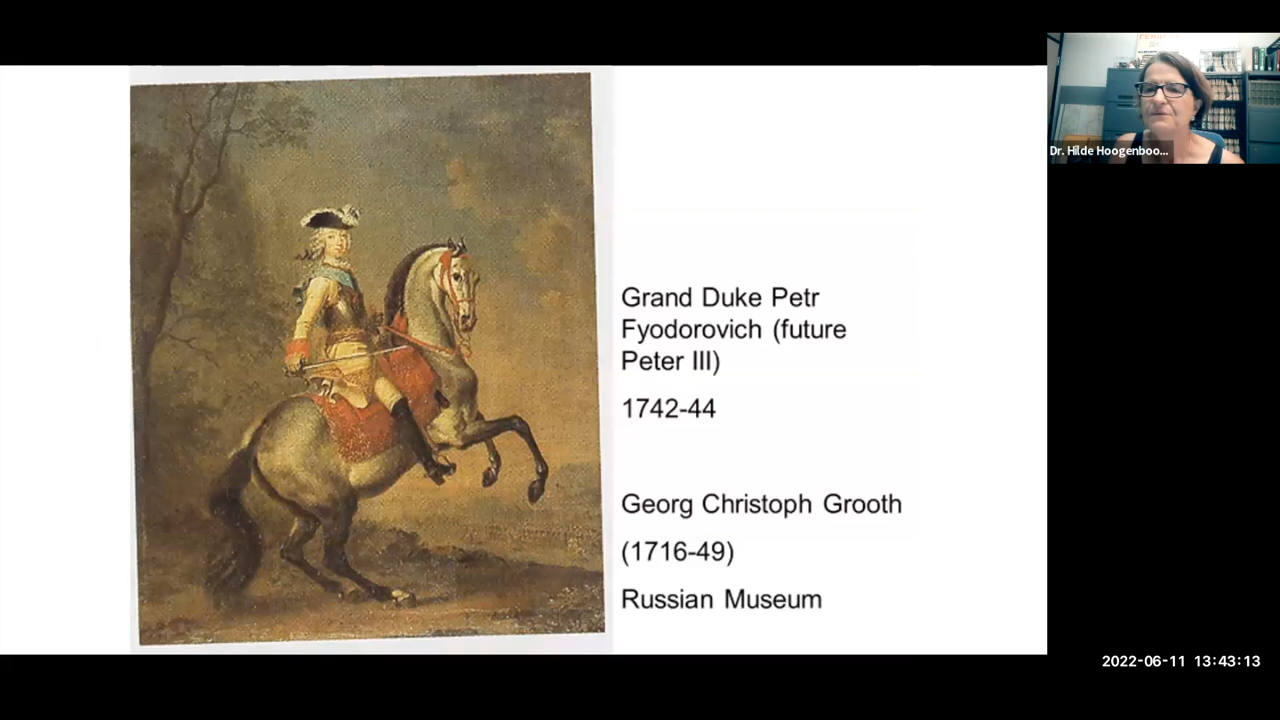 Grand Duke Petr
Fyodorovich (future
Peter III)
1742-44
Georg Christoph Grooth
(1716-49)
Russian Museum
Dr. Hilde Hoogenboo...
2022-06-11 13:43:13